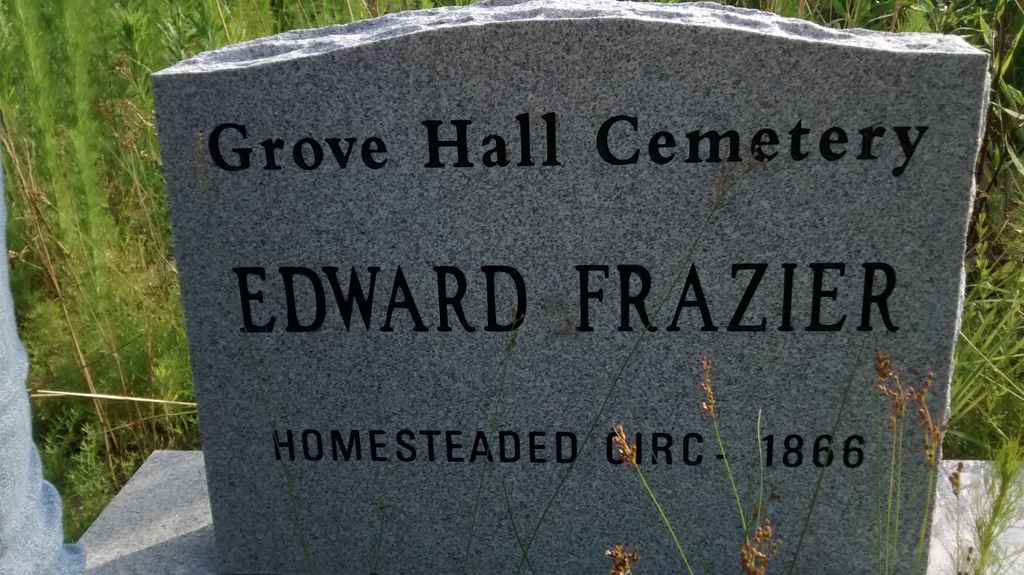 Grove Hall Cemetery
EDWARD FRAZIER
HOMESTEADED CIRC - 1866